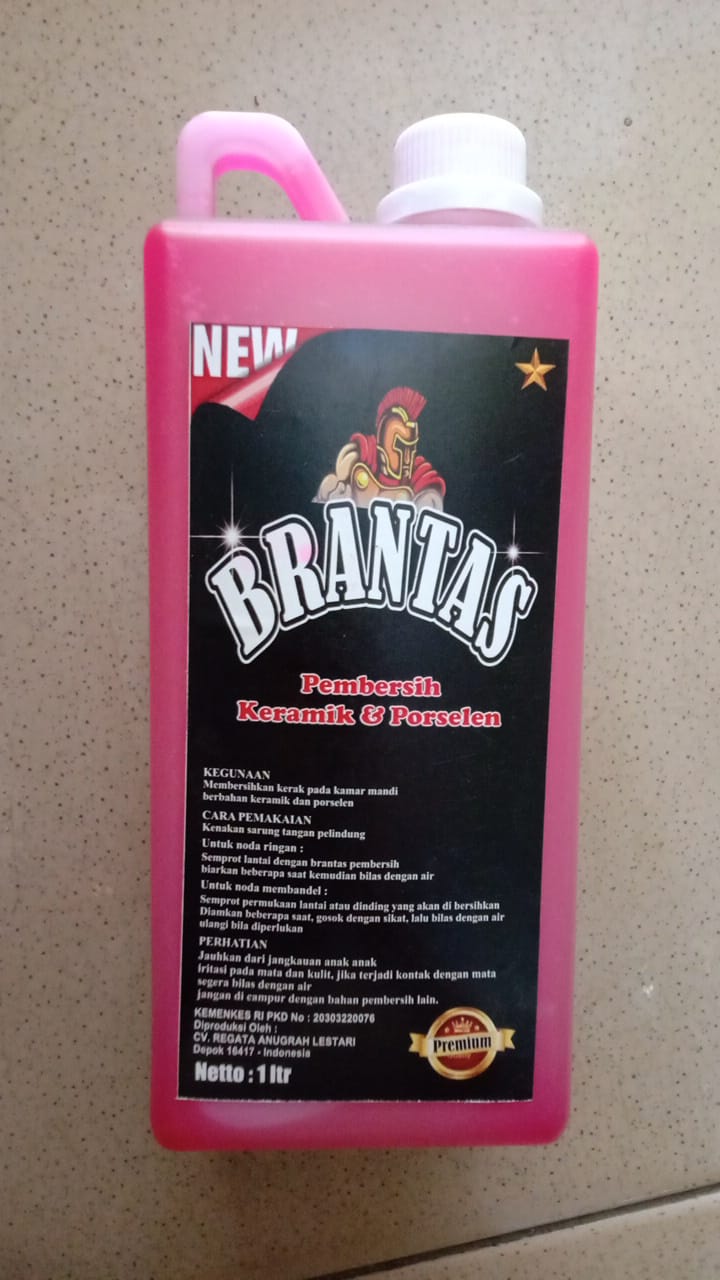 NEW
BRANTAS
Pembersih
Keramik & Porselen
KEGUNAAN
Membersihkan kerak pada kamar mandi
berbahan keramik dan porselen
CARA PEMAKAIAN
Kenakan sarung tangan pelindung
Untuk noda ringan :
Semprot lantai dengan brantas pembersih
biarkan beberapa saat kemudian bilas dengan air
Untuk noda membandel :
Semprot permukaan lantai atau dinding yang akan di bersihkan
Diamkan beberapa saat, gosok dengan sikat, lalu bilas dengan air
ulangi bila diperlukan
PERHATIAN
Jauhkan dari jangkauan anak anak
iritasi pada mata dan kulit, jika terjadi kontak dengan mata
segera bilas dengan air
jangan di campur dengan bahan pembersih lain.
KEMENKES RI PKD No : 20303220076
Diproduksi Oleh :
CV. REGATA ANUGRAH LESTARI
Depok 16417 - Indonesia
Netto : 1 ltr
Premium